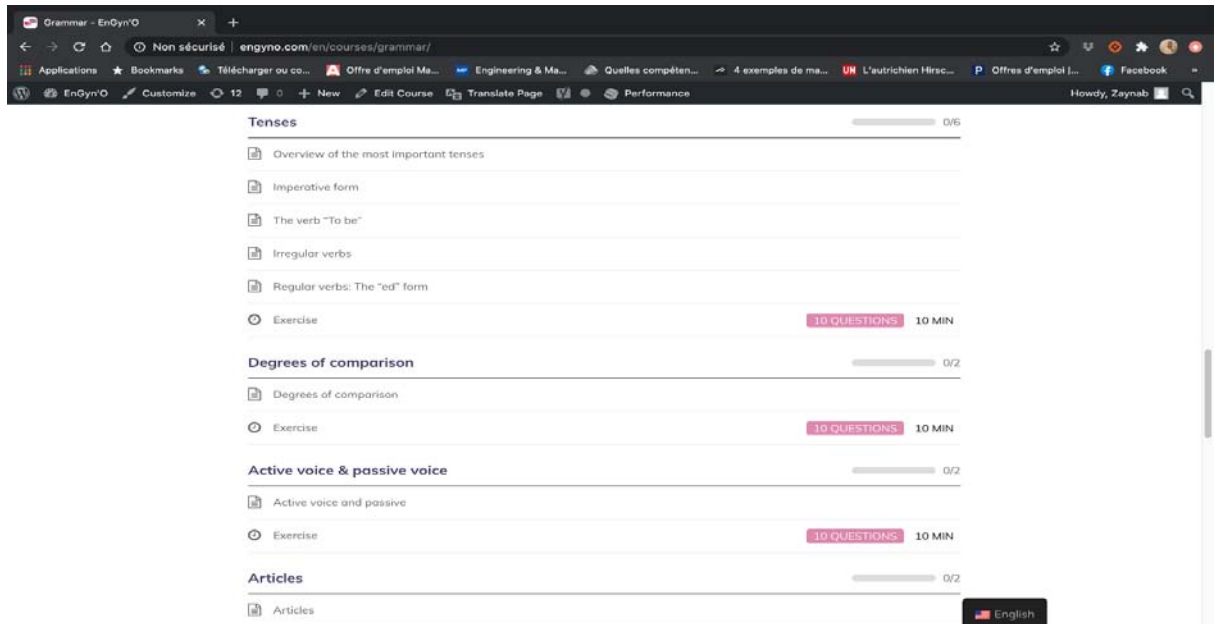 Grammar - EnGyn'O × +
Non sécurisé | engyno.com/en/courses/grammar/
Applications Bookmarks Télécharger ou co... Offre d'emploi Ma... Engineering & Ma... Quelles compéten... 4 exemples de ma... UN L'autrichien Hirsc... P Offres d'emploi |... Facebook
EnGyn'O Customize 12 0 + New Edit Course Translate Page Performance Howdy, Zaynab
Tenses 0/6
Overview of the most important tenses
Imperative form
The verb "To be"
Irregular verbs
Regular verbs: The "ed" form
Exercise 10 QUESTIONS 10 MIN
Degrees of comparison 0/2
Degrees of comparison
Exercise 10 QUESTIONS 10 MIN
Active voice & passive voice 0/2
Active voice and passive
Exercise 10 QUESTIONS 10 MIN
Articles 0/2
Articles
English